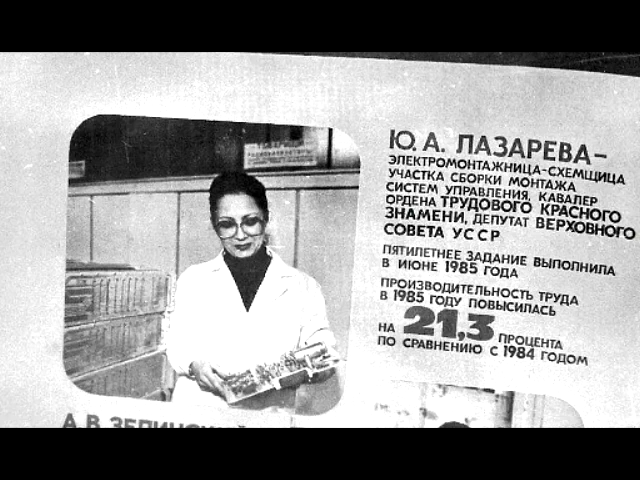 Ю. А. ЛАЗАРЕВА–
ЭЛЕКТРОМОНТАЖНИЦА-СХЕМЩИЦА
УЧАСТКА СБОРКИ МОНТАЖА
СИСТЕМ УПРАВЛЕНИЯ, КАВАЛЕР
ОРДЕНА ТРУДОВОГО КРАСНОГО
ЗНАМЕНИ, ДЕПУТАТ ВЕРХОВНОГО
СОВЕТА УССР
ПЯТИЛЕТНЕЕ ЗАДАНИЕ ВЫПОЛНИЛА
В ИЮНЕ 1985 ГОДА
ПРОИЗВОДИТЕЛЬНОСТЬ ТРУДА
В 1985 ГОДУ ПОВЫСИЛАСЬ
НА 21,3 ПРОЦЕНТА
ПО СРАВНЕНИЮ С 1984 ГОДОМ
А. В.